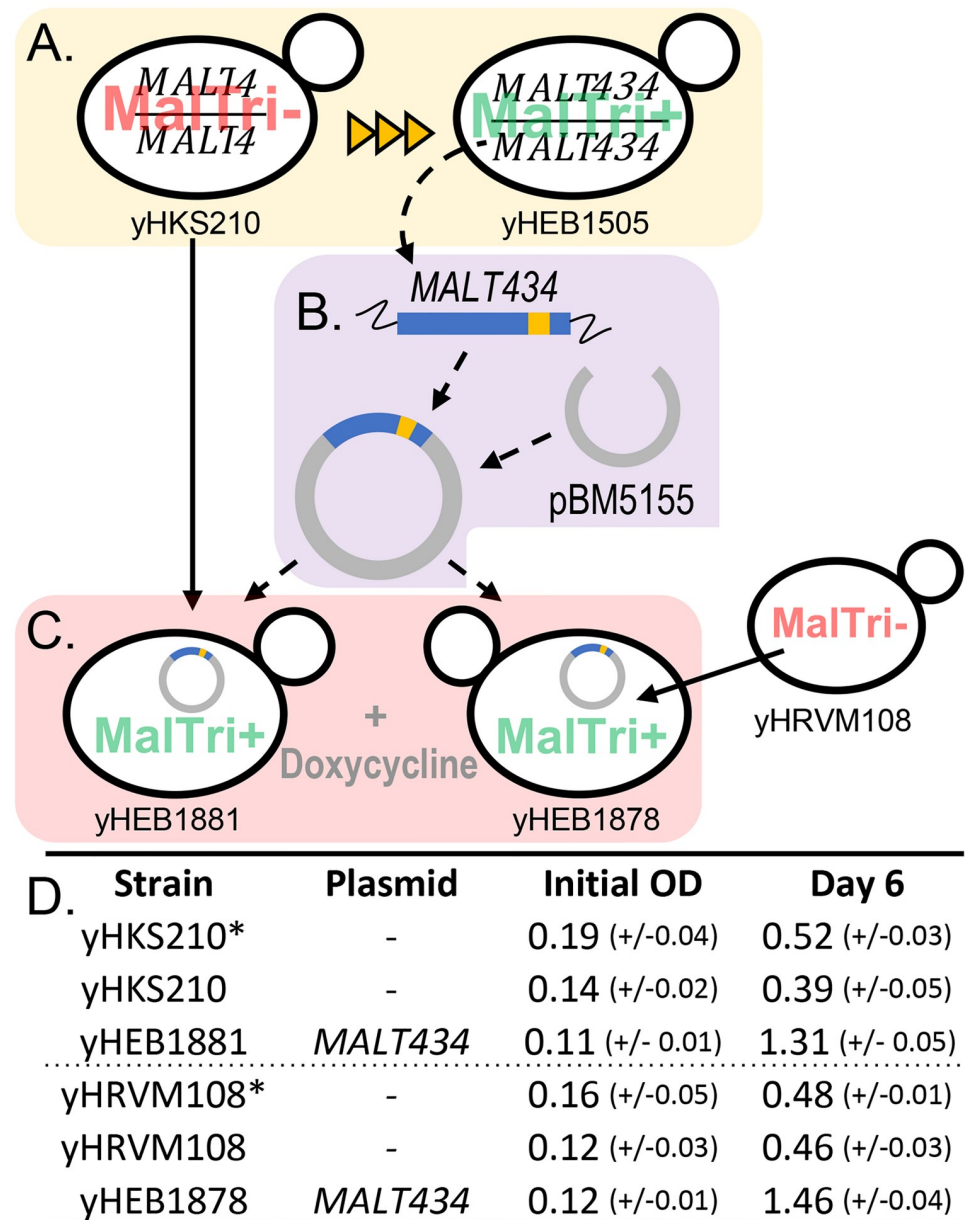 A.
MALT4
MalTri-
MALT4
yHKS210
MALT434
MalTri+
MALT434
yHEB1505
B.
MALT434
pBM5155
C.
MalTri+
yHEB1881
+
Doxycycline
MalTri+
yHEB1878
MalTri-
yHRVM108
D.
Strain Plasmid Initial OD Day 6
yHKS210* - 0.19 (+/-0.04) 0.52 (+/-0.03)
yHKS210 - 0.14 (+/-0.02) 0.39 (+/-0.05)
yHEB1881 MALT434 0.11 (+/- 0.01) 1.31 (+/- 0.05)
yHRVM108* - 0.16 (+/-0.05) 0.48 (+/-0.01)
yHRVM108 - 0.12 (+/-0.03) 0.46 (+/-0.03)
yHEB1878 MALT434 0.12 (+/-0.01) 1.46 (+/-0.04)